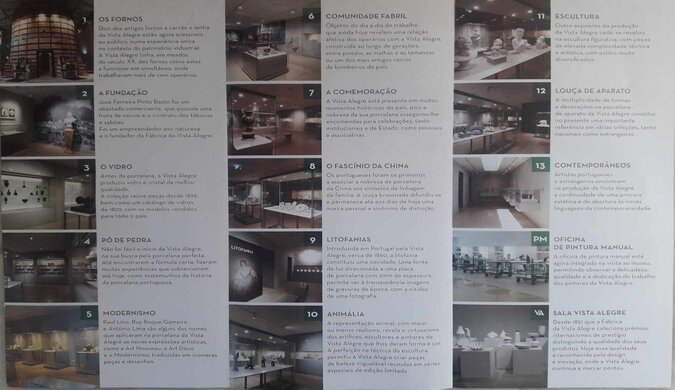 1
OS FORNOS
Dois dos antigos fornos a carvão e lenha
da Vista Alegre estão agora acessíveis
ao público, numa experiência única
no contexto do património industrial.
A Vista Alegre tinha, em meados
do século XX, dez fornos como estes
a funcionar em simultâneo, onde
trabalhavam mais de cem operários.
2
A FUNDAÇÃO
José Ferreira Pinto Basto foi um
abastado comerciante, que possuía uma
frota de navios e o contrato dos tabacos
e sabões.
Foi um empreendedor por natureza
e o fundador da Fábrica da Vista Alegre.
3
O VIDRO
Antes da porcelana, a Vista Alegre
produziu vidro e cristal da melhor
qualidade.
A coleção reúne peças desde 1820
bem como um catálogo de vidros
de 1829 com os modelos vendidos
para todo o país.
4
PÓ DE PEDRA
Não foi fácil o início da Vista Alegre,
na sua busca pela porcelana perfeita.
Até encontrarem a fórmula certa, fizeram
muitas experiências que sobreviveram
até hoje, como testemunho da história
da porcelana portuguesa.
5
MODERNISMO
Raul Lino, Roy Roque Gameiro
e António Lima são alguns dos nomes
que aplicaram na porcelana da Vista
Alegre as novas expressões artísticas,
como a Art Nouveau, a Art Déco
e o Modernismo, traduzidas em inúmeras
peças e desenhos.
6
COMUNIDADE FABRIL
Objetos do dia a dia de trabalho
que ainda hoje revelam uma relação
afetiva dos operários com a Vista Alegre,
construída ao longo de gerações,
entre pincéis, as malhas e as lamancas
ou um dos mais antigos carros
de bombeiros do país.
7
A COMEMORAÇÃO
A Vista Alegre está presente em muitos
momentos históricos do país, pois a
nobreza da sua porcelana assegurou-lhe
encomendas para celebrações, tanto
institucionais e de Estado, como pessoais
e associativas.
8
O FASCÍNIO DA CHINA
Os portugueses foram os primeiros
a associar a nobreza da porcelana
da China aos símbolos de linhagem
de família. A louça brasonada difundiu-se
e permanece até aos dias de hoje uma
marca pessoal e sinónimo de distinção.
9
LITOFANIAS
LITOFANIAS
Introduzida em Portugal pela Vista
Alegre, cerca de 1860, a litofania
constituiu uma novidade. Uma fonte
de luz direcionada a uma placa
de porcelana com 2mm de espessura,
permite ver à transparência imagens
de gravuras de época, com a nitidez
de uma fotografia.
10
ANIMÁLIA
A representação animal, com maior
ou menor realismo, revela o virtuosismo
dos artífices, escultores e pintores da
Vista Alegre que lhes deram forma e cor.
A perfeição na técnica de escultura,
permitiu à Vista Alegre criar peças
de beleza inigualável reunidas em séries
especiais de edição limitada.
11
ESCULTURA
O lado expoente da produção
da Vista Alegre cedo se revelou
na escultura figurativa, com peças
de elevada complexidade técnica
e artística, com estilos muito
diversificados.
12
LOUÇA DE APARATO
A multiplicidade de formas
e decorações na porcelana
de aparato da Vista Alegre constitui
no presente uma importante
referência em várias coleções, tanto
nacionais como estrangeiras.
13
CONTEMPORÂNEOS
Artistas portugueses
e estrangeiros encontram
na produção da Vista Alegre
a continuidade de uma procura
estética e de abertura às novas
linguagens da contemporaneidade.
PM
OFICINA
DE PINTURA MANUAL
A oficina de pintura manual está
agora integrada na visita ao museu,
permitindo observar a delicadeza,
qualidade e a dedicação do trabalho
dos pintores da Vista Alegre.
VA
SALA VISTA ALEGRE
Desde 1851 que a Fábrica
da Vista Alegre coleciona prémios
internacionais de prestígio
distinguindo a qualidade dos seus
produtos. Hoje essa qualidade
é reconhecida pelo design
e inovação, onde a Vista Alegre
continua a marcar pontos.